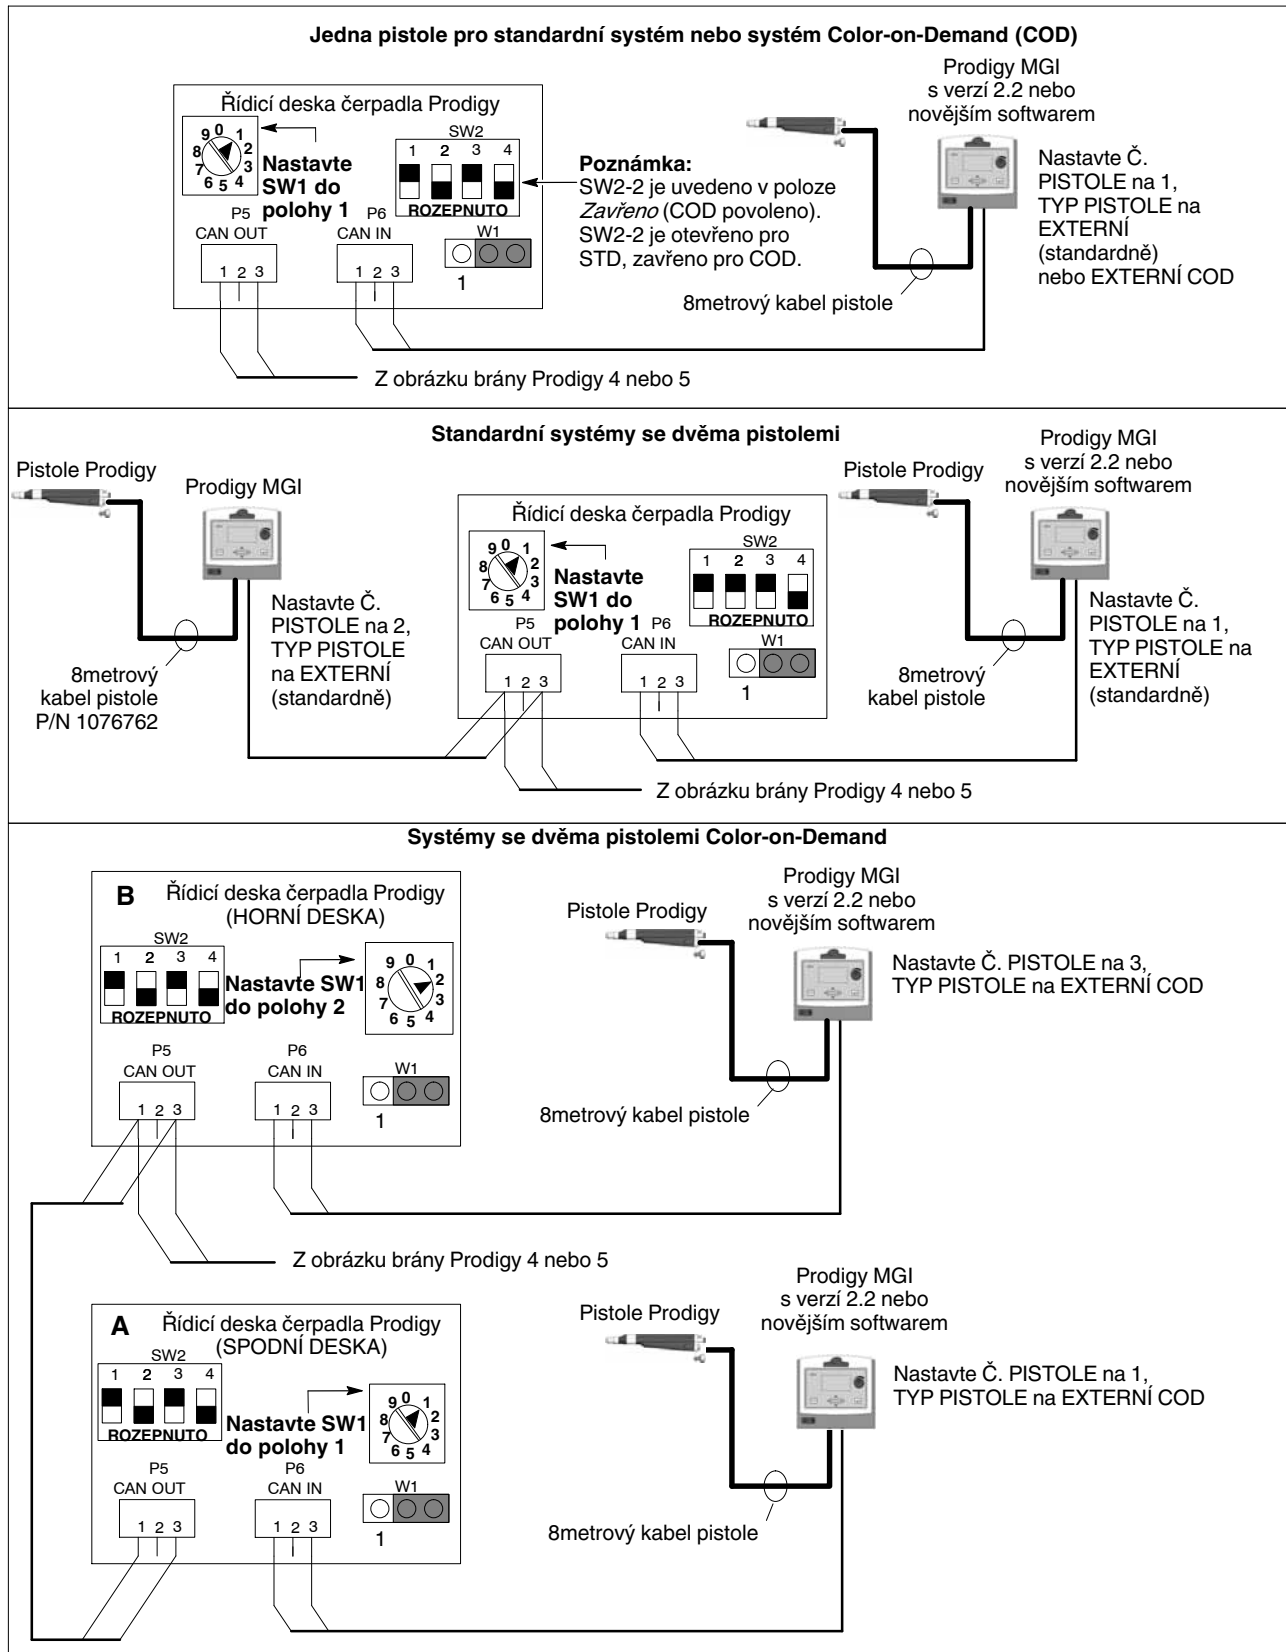 Jedna pistole pro standardní systém nebo systém Color-on-Demand (COD)
Řídicí deska čerpadla Prodigy
9 0 1
8 2
7 3
6 5 4
Nastavte
SW1 do
polohy 1
SW2
1 2 3 4
ROZEPNUTO
Poznámka:
SW2-2 je uvedeno v poloze
Zavřeno (COD povoleno).
SW2-2 je otevřeno pro
STD, zavřeno pro COD.
P5
CAN OUT
1 2 3
P6
CAN IN
1 2 3
W1
1
Prodigy MGI
s verzí 2.2 nebo
novějším softwarem
Nastavte Č.
PISTOLE na 1,
TYP PISTOLE na
EXTERNÍ
(standardně)
nebo EXTERNÍ COD
8metrový kabel pistole
Z obrázku brány Prodigy 4 nebo 5
Standardní systémy se dvěma pistolemi
Pistole Prodigy
Prodigy MGI
Nastavte Č.
PISTOLE na 2,
TYP PISTOLE
na EXTERNÍ
(standardně)
8metrový
kabel pistole
P/N 1076762
Řídicí deska čerpadla Prodigy
9 0 1
8 2
7 3
6 5 4
Nastavte
SW1 do
polohy 1
SW2
1 2 3 4
ROZEPNUTO
P5
CAN OUT
1 2 3
P6
CAN IN
1 2 3
W1
1
Pistole Prodigy
Prodigy MGI
s verzí 2.2 nebo
novějším softwarem
Nastavte Č.
PISTOLE na 1,
TYP PISTOLE na
EXTERNÍ
(standardně)
8metrový
kabel pistole
Z obrázku brány Prodigy 4 nebo 5
Systémy se dvěma pistolemi Color-on-Demand
B
Řídicí deska čerpadla Prodigy
(HORNÍ DESKA)
SW2
1 2 3 4
ROZEPNUTO
Nastavte SW1
do polohy 2
9 0 1
8 2
7 3
6 5 4
P5
CAN OUT
1 2 3
P6
CAN IN
1 2 3
W1
1
Pistole Prodigy
Prodigy MGI
s verzí 2.2 nebo
novějším softwarem
Nastavte Č. PISTOLE na 3,
TYP PISTOLE na EXTERNÍ COD
8metrový kabel pistole
Z obrázku brány Prodigy 4 nebo 5
A
Řídicí deska čerpadla Prodigy
(SPODNÍ DESKA)
SW2
1 2 3 4
ROZEPNUTO
Nastavte SW1
do polohy 1
9 0 1
8 2
7 3
6 5 4
P5
CAN OUT
1 2 3
P6
CAN IN
1 2 3
W1
1
Pistole Prodigy
Prodigy MGI
s verzí 2.2 nebo
novějším softwarem
Nastavte Č. PISTOLE na 1,
TYP PISTOLE na EXTERNÍ COD
8metrový kabel pistole